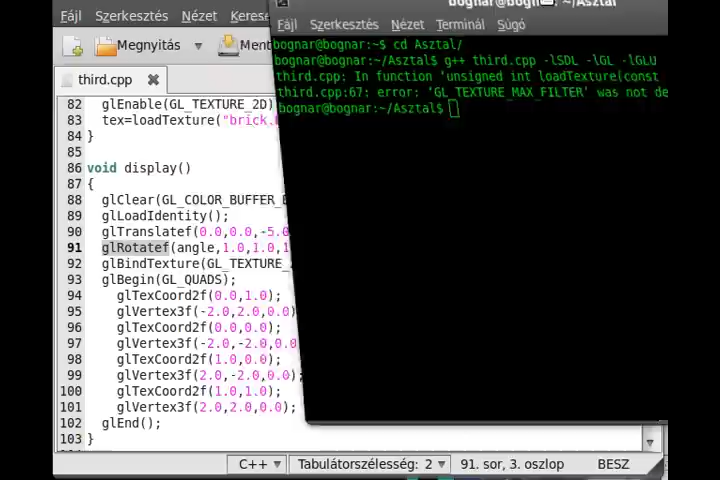 bognar@bognar: ~/Asztal
Fájl Szerkesztés Nézet
Fájl Szerkesztés Nézet Terminál Súgó
Megnyitás
third.cpp
bognar@bognar:~$ cd Asztal/
bognar@bognar:~/Asztal$ g++ third.cpp -lSDL -lGL -lGLU
third.cpp: In function 'unsigned int loadTexture(const
third.cpp:67: error: 'GL_TEXTURE_MAX_FILTER' was not de
bognar@bognar:~/Asztal$
82 glEnable(GL_TEXTURE_2D)
83 tex=loadTexture("brick.
84 }
85
86 void display()
87 {
88 glClear(GL_COLOR_BUFFER_
89 glLoadIdentity();
90 glTranslatef(0.0,0.0,-5.0
91 glRotatef(angle,1.0,1.0,1
92 glBindTexture(GL_TEXTURE_
93 glBegin(GL_QUADS);
94 glTexCoord2f(0.0,1.0);
95 glVertex3f(-2.0,2.0,0.0)
96 glTexCoord2f(0.0,0.0);
97 glVertex3f(-2.0,-2.0,0.0
98 glTexCoord2f(1.0,0.0);
99 glVertex3f(2.0,-2.0,0.0);
100 glTexCoord2f(1.0,1.0);
101 glVertex3f(2.0,2.0,0.0);
102 glEnd();
103 }
C++ Tabulátorszélesség: 2 91. sor, 3. oszlop BESZ